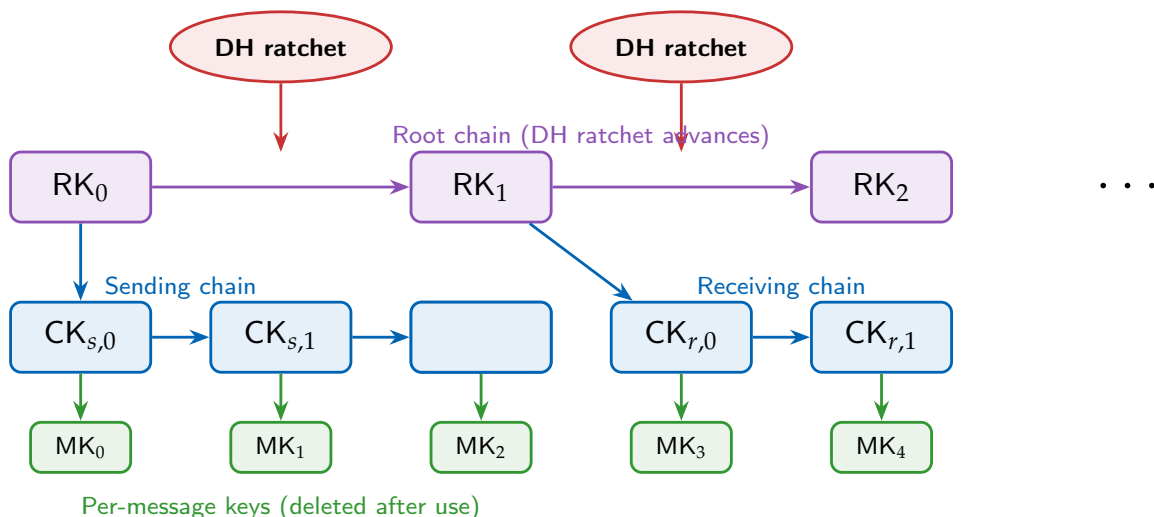 DH ratchet
DH ratchet
Root chain (DH ratchet advances)
RK₀
RK₁
RK₂
· · ·
Sending chain
Receiving chain
CKₛ,₀
CKₛ,₁
CKᵣ,₀
CKᵣ,₁
MK₀
MK₁
MK₂
MK₃
MK₄
Per-message keys (deleted after use)